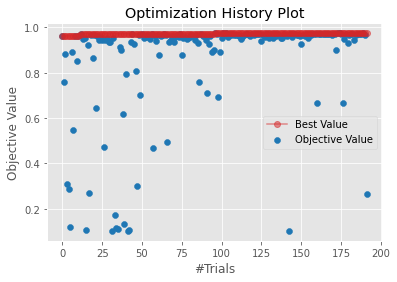 Optimization History Plot
Objective Value
1.0
0.8
0.6
0.4
0.2
Best Value
Objective Value
0 25 50 75 100 125 150 175 200
#Trials